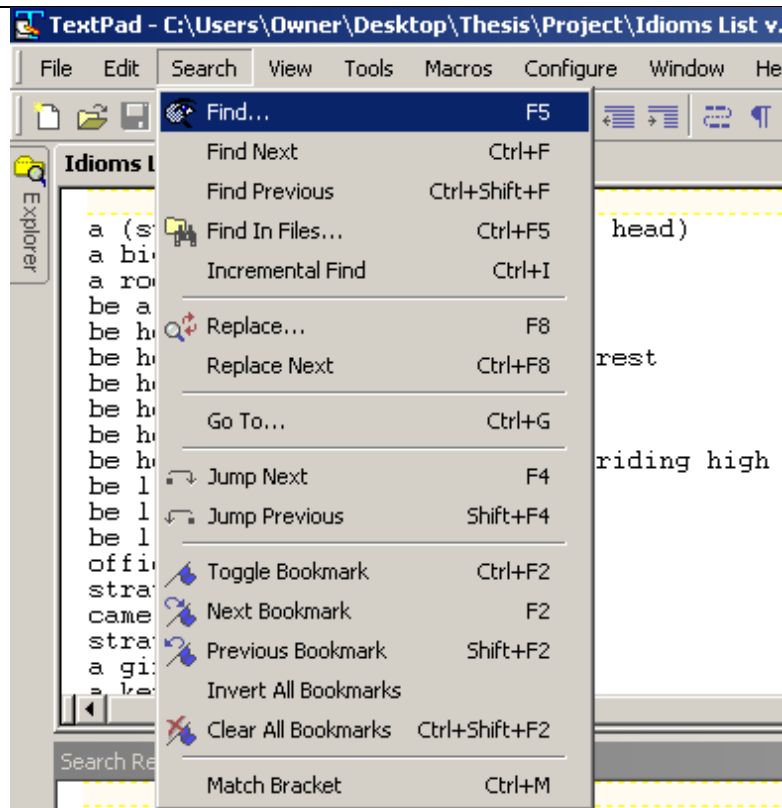 TextPad - C:\Users\Owner\Desktop\Thesis\Project\Idioms List v.
File Edit Search View Tools Macros Configure Window He
Find... F5
Find Next Ctrl+F
Idioms L
Find Previous Ctrl+Shift+F
Explorer
a (s Find In Files... Ctrl+F5 head)
a bi
Incremental Find Ctrl+I
a ro
be a
be h Replace... F8
be h Replace Next Ctrl+F8 rest
be h
be h
be h Go To... Ctrl+G
be h riding high
be l Jump Next F4
be l Jump Previous Shift+F4
be l
offi Toggle Bookmark Ctrl+F2
stra
came Next Bookmark F2
stra
a gi Previous Bookmark Shift+F2
a ke Invert All Bookmarks
Clear All Bookmarks Ctrl+Shift+F2
Search Re
Match Bracket Ctrl+M